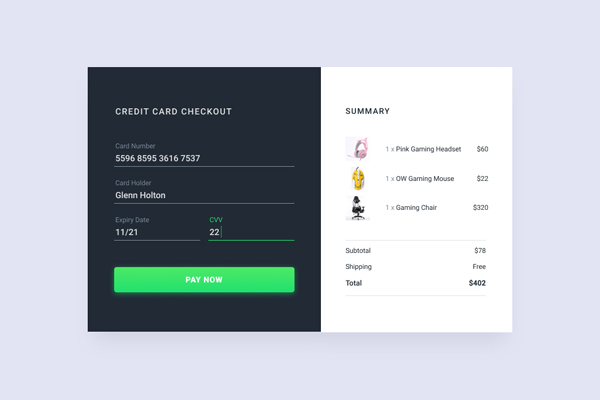 CREDIT CARD CHECKOUT
Card Number
5596 8595 3616 7537
Card Holder
Glenn Holton
Expiry Date CVV
11/21 22
PAY NOW
SUMMARY
1 x Pink Gaming Headset $60
1 x OW Gaming Mouse $22
1 x Gaming Chair $320
Subtotal $78
Shipping Free
Total $402